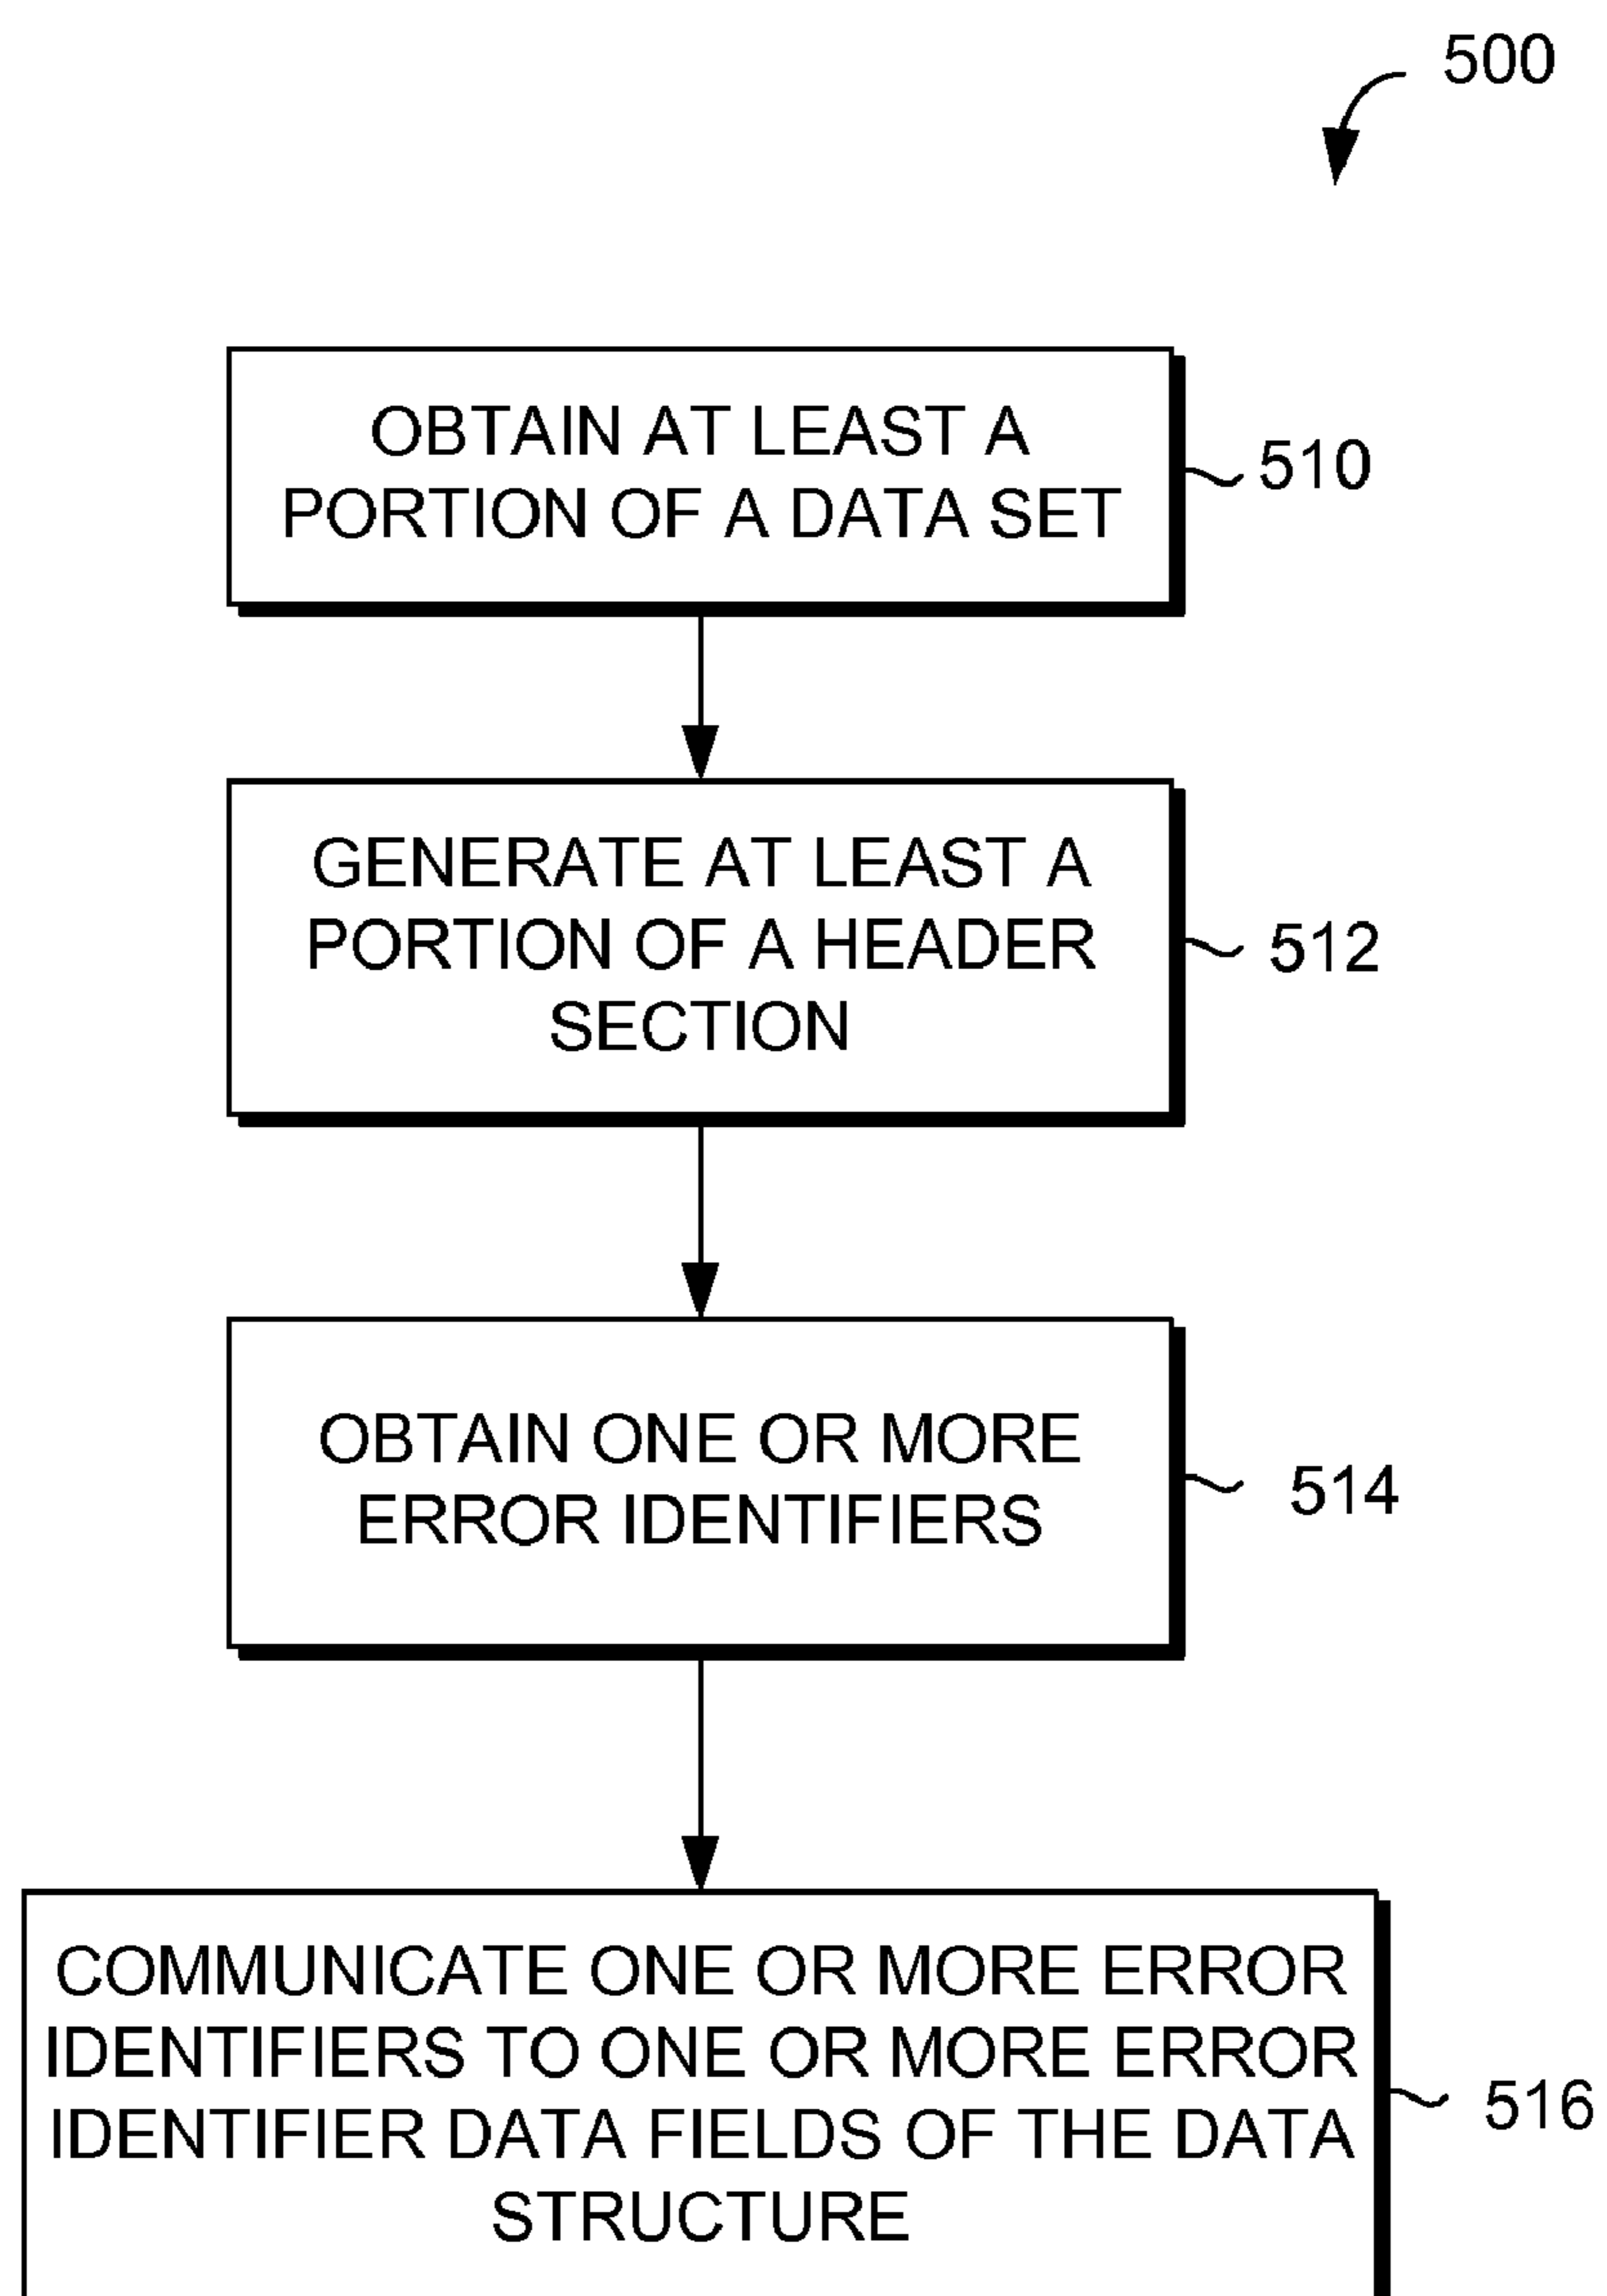 500
OBTAIN AT LEAST A
PORTION OF A DATA SET
510
GENERATE AT LEAST A
PORTION OF A HEADER
SECTION
512
OBTAIN ONE OR MORE
ERROR IDENTIFIERS
514
COMMUNICATE ONE OR MORE ERROR
IDENTIFIERS TO ONE OR MORE ERROR
IDENTIFIER DATA FIELDS OF THE DATA
STRUCTURE
516